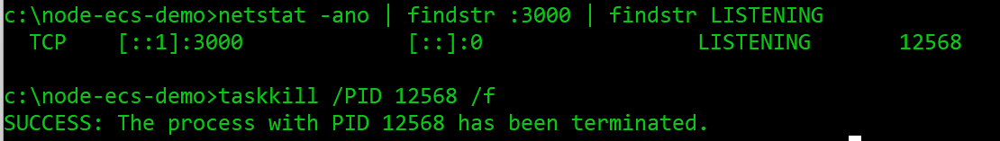 c:\node-ecs-demo>netstat -ano | findstr :3000 | findstr LISTENING
  TCP    [::1]:3000             [::]:0                 LISTENING       12568
c:\node-ecs-demo>taskkill /PID 12568 /f
SUCCESS: The process with PID 12568 has been terminated.